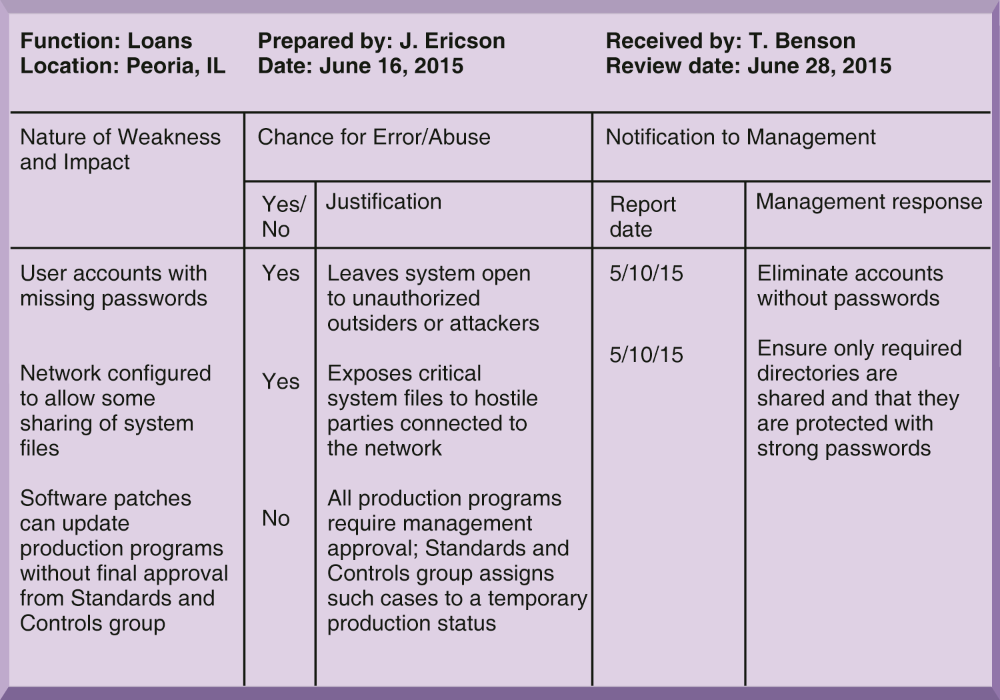 Function: Loans
Location: Peoria, IL
Prepared by: J. Ericson
Date: June 16, 2015
Received by: T. Benson
Review date: June 28, 2015
Nature of Weakness
and Impact
Chance for Error/Abuse
Notification to Management
Yes/
No
Justification
Report
date
Management response
User accounts with
missing passwords
Yes
Leaves system open
to unauthorized
outsiders or attackers
5/10/15
Eliminate accounts
without passwords
Network configured
to allow some
sharing of system
files
Yes
Exposes critical
system files to hostile
parties connected to
the network
5/10/15
Ensure only required
directories are
shared and that they
are protected with
strong passwords
Software patches
can update
production programs
without final approval
from Standards and
Controls group
No
All production programs
require management
approval; Standards and
Controls group assigns
such cases to a temporary
production status